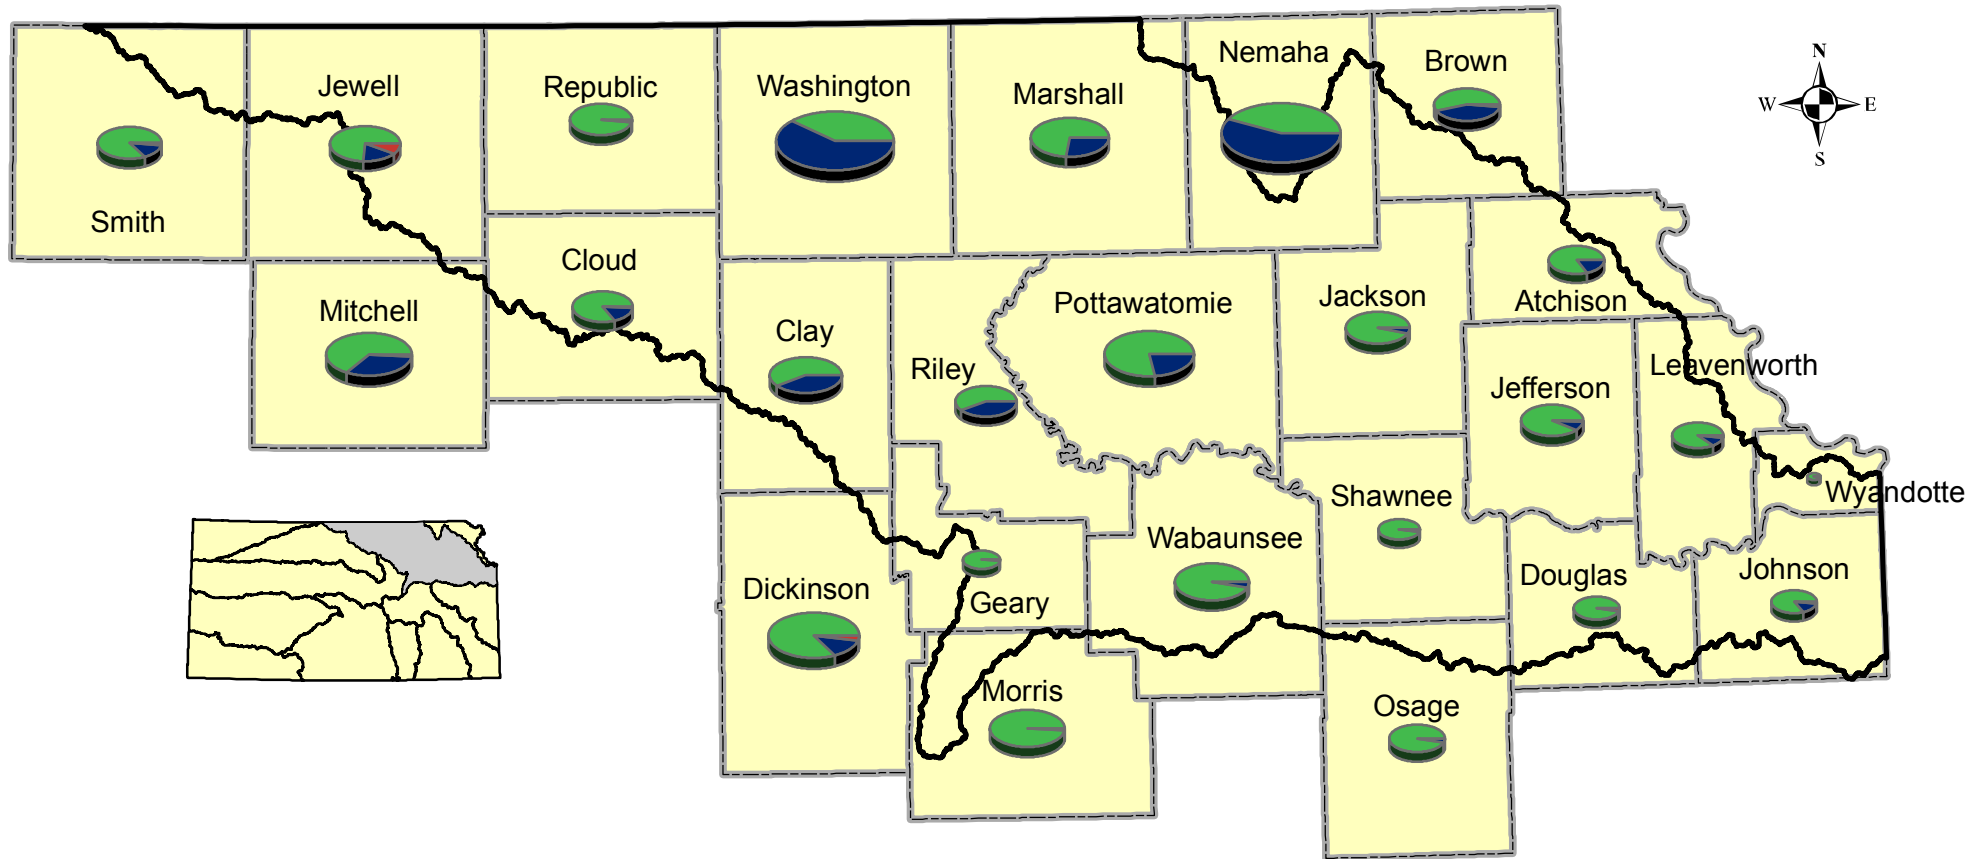 N
Nemaha
Brown
Jewell
Republic
Washington
Marshall
W
E
S
Smith
Cloud
Mitchell
Clay
Pottawatomie
Jackson
Atchison
Riley
Leavenworth
Jefferson
Shawnee
Wyandotte
Wabaunsee
Dickinson
Geary
Douglas
Johnson
Morris
Osage